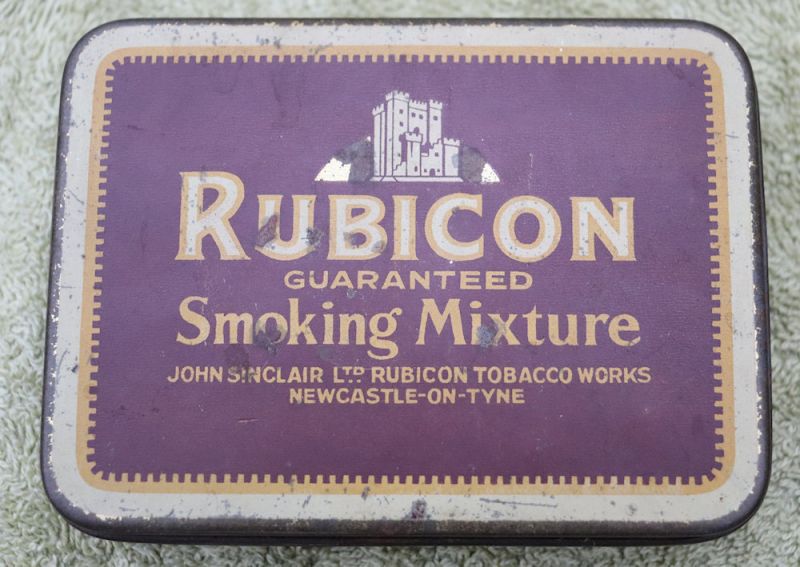 RUBICON
GUARANTEED
Smoking Mixture
JOHN SINCLAIR LTD RUBICON TOBACCO WORKS
NEWCASTLE-ON-TYNE